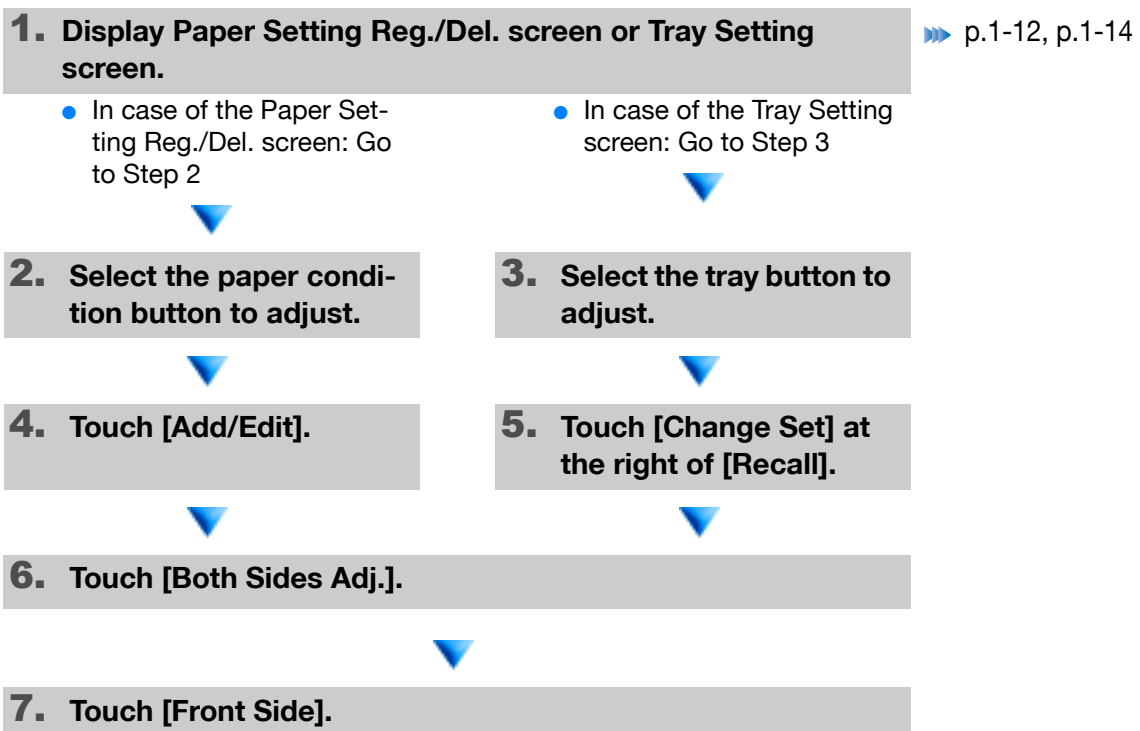 1. Display Paper Setting Reg./Del. screen or Tray Setting
screen.
p.1-12, p.1-14
● In case of the Paper Set-
ting Reg./Del. screen: Go
to Step 2
● In case of the Tray Setting
screen: Go to Step 3
2. Select the paper condi-
tion button to adjust.
3. Select the tray button to
adjust.
4. Touch [Add/Edit].
5. Touch [Change Set] at
the right of [Recall].
6. Touch [Both Sides Adj.].
7. Touch [Front Side].